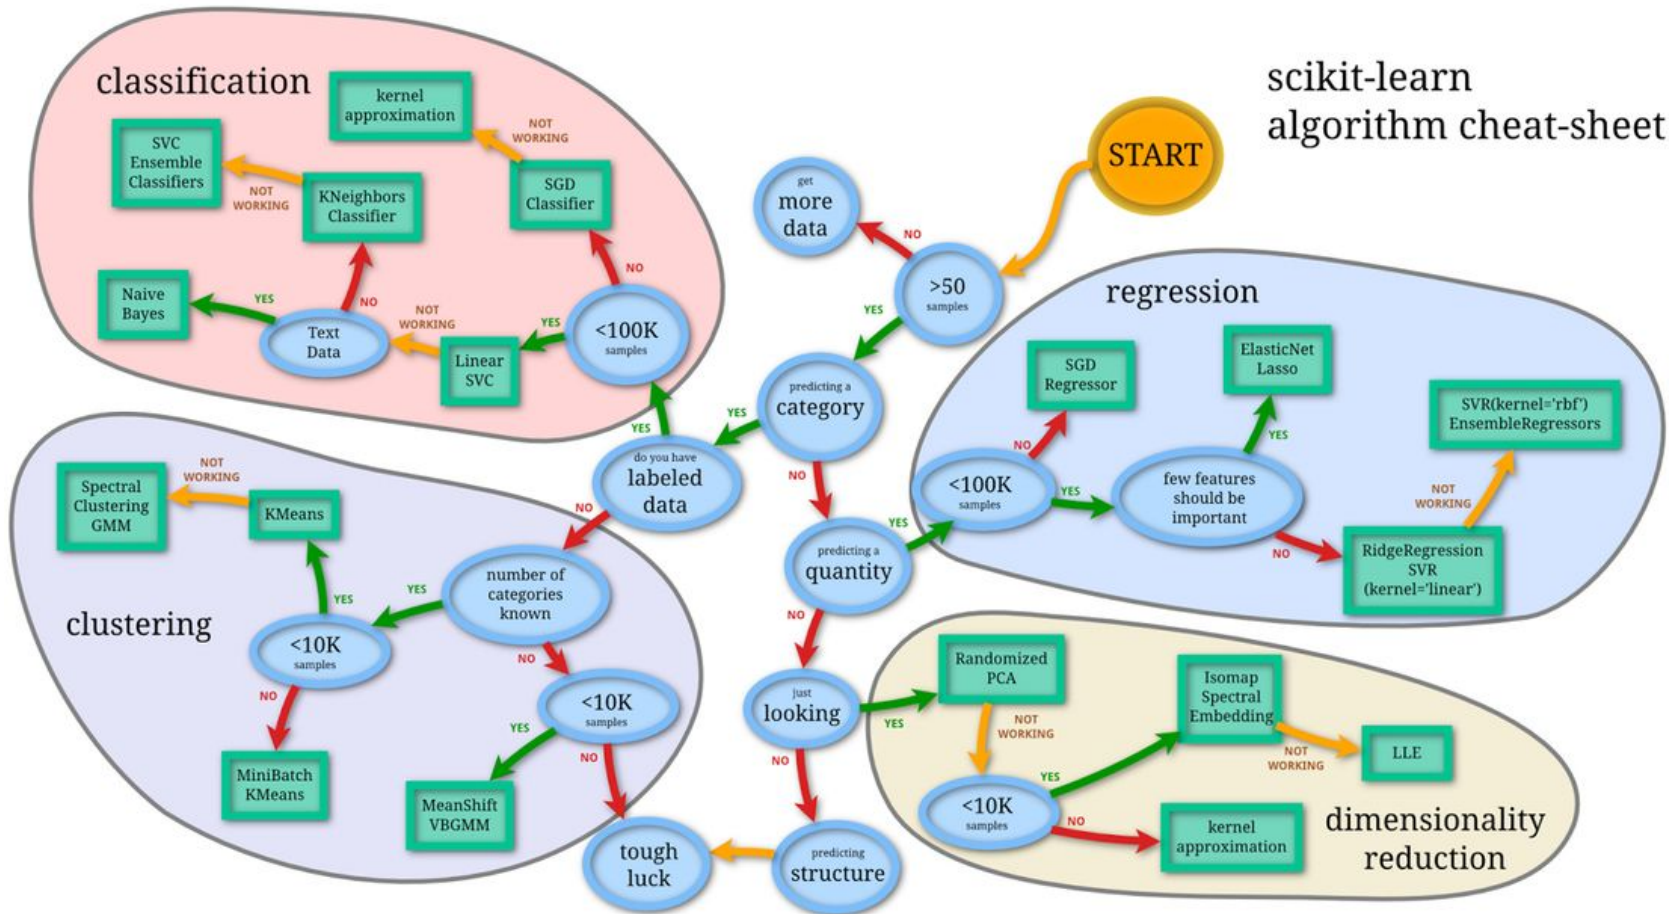 scikit-learn
algorithm cheat-sheet
START
>50
samples
NO
get
more
data
YES
predicting a
category
YES
do you have
labeled
data
YES
NO
NO
predicting a
quantity
YES
NO
just
looking
YES
NO
predicting
structure
tough
luck
classification
<100K
samples
NO
SGD
Classifier
NOT
WORKING
kernel
approximation
YES
Linear
SVC
NOT
WORKING
Text
Data
YES
Naive
Bayes
NO
KNeighbors
Classifier
NOT
WORKING
SVC
Ensemble
Classifiers
clustering
number of
categories
known
YES
<10K
samples
YES
KMeans
NOT
WORKING
Spectral
Clustering
GMM
NO
MiniBatch
KMeans
NO
<10K
samples
YES
MeanShift
VBGMM
NO
regression
<100K
samples
NO
SGD
Regressor
YES
few features
should be
important
YES
ElasticNet
Lasso
NO
RidgeRegression
SVR
(kernel='linear')
NOT
WORKING
SVR(kernel='rbf')
EnsembleRegressors
dimensionality
reduction
Randomized
PCA
NOT
WORKING
<10K
samples
YES
Isomap
Spectral
Embedding
NOT
WORKING
LLE
NO
kernel
approximation